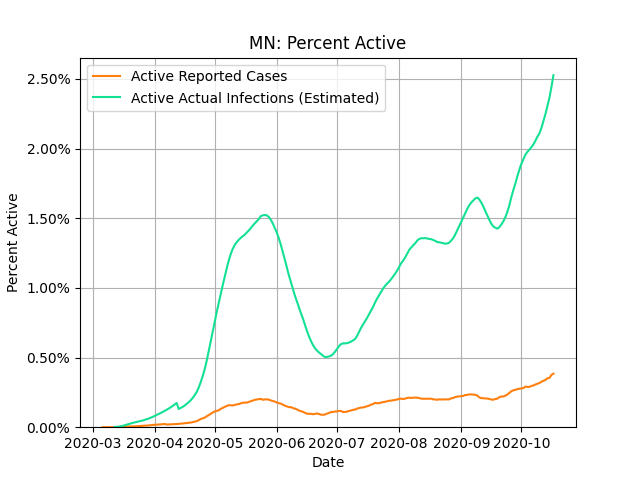 MN: Percent Active
Active Reported Cases
Active Actual Infections (Estimated)
Percent Active
2.50%
2.00%
1.50%
1.00%
0.50%
0.00%
2020-03 2020-04 2020-05 2020-06 2020-07 2020-08 2020-09 2020-10
Date